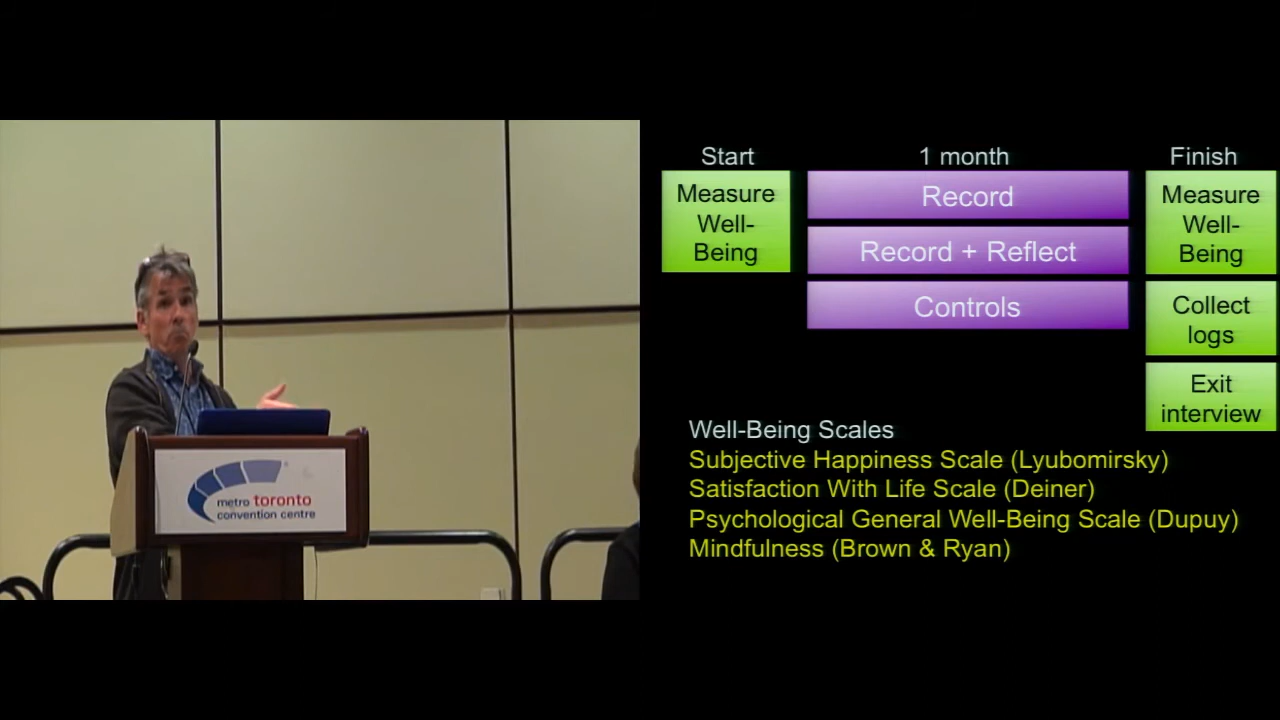 metro toronto
convention centre
Start
1 month
Finish
Measure
Well-
Being
Record
Record + Reflect
Controls
Measure
Well-
Being
Collect
logs
Exit
interview
Well-Being Scales
Subjective Happiness Scale (Lyubomirsky)
Satisfaction With Life Scale (Deiner)
Psychological General Well-Being Scale (Dupuy)
Mindfulness (Brown & Ryan)